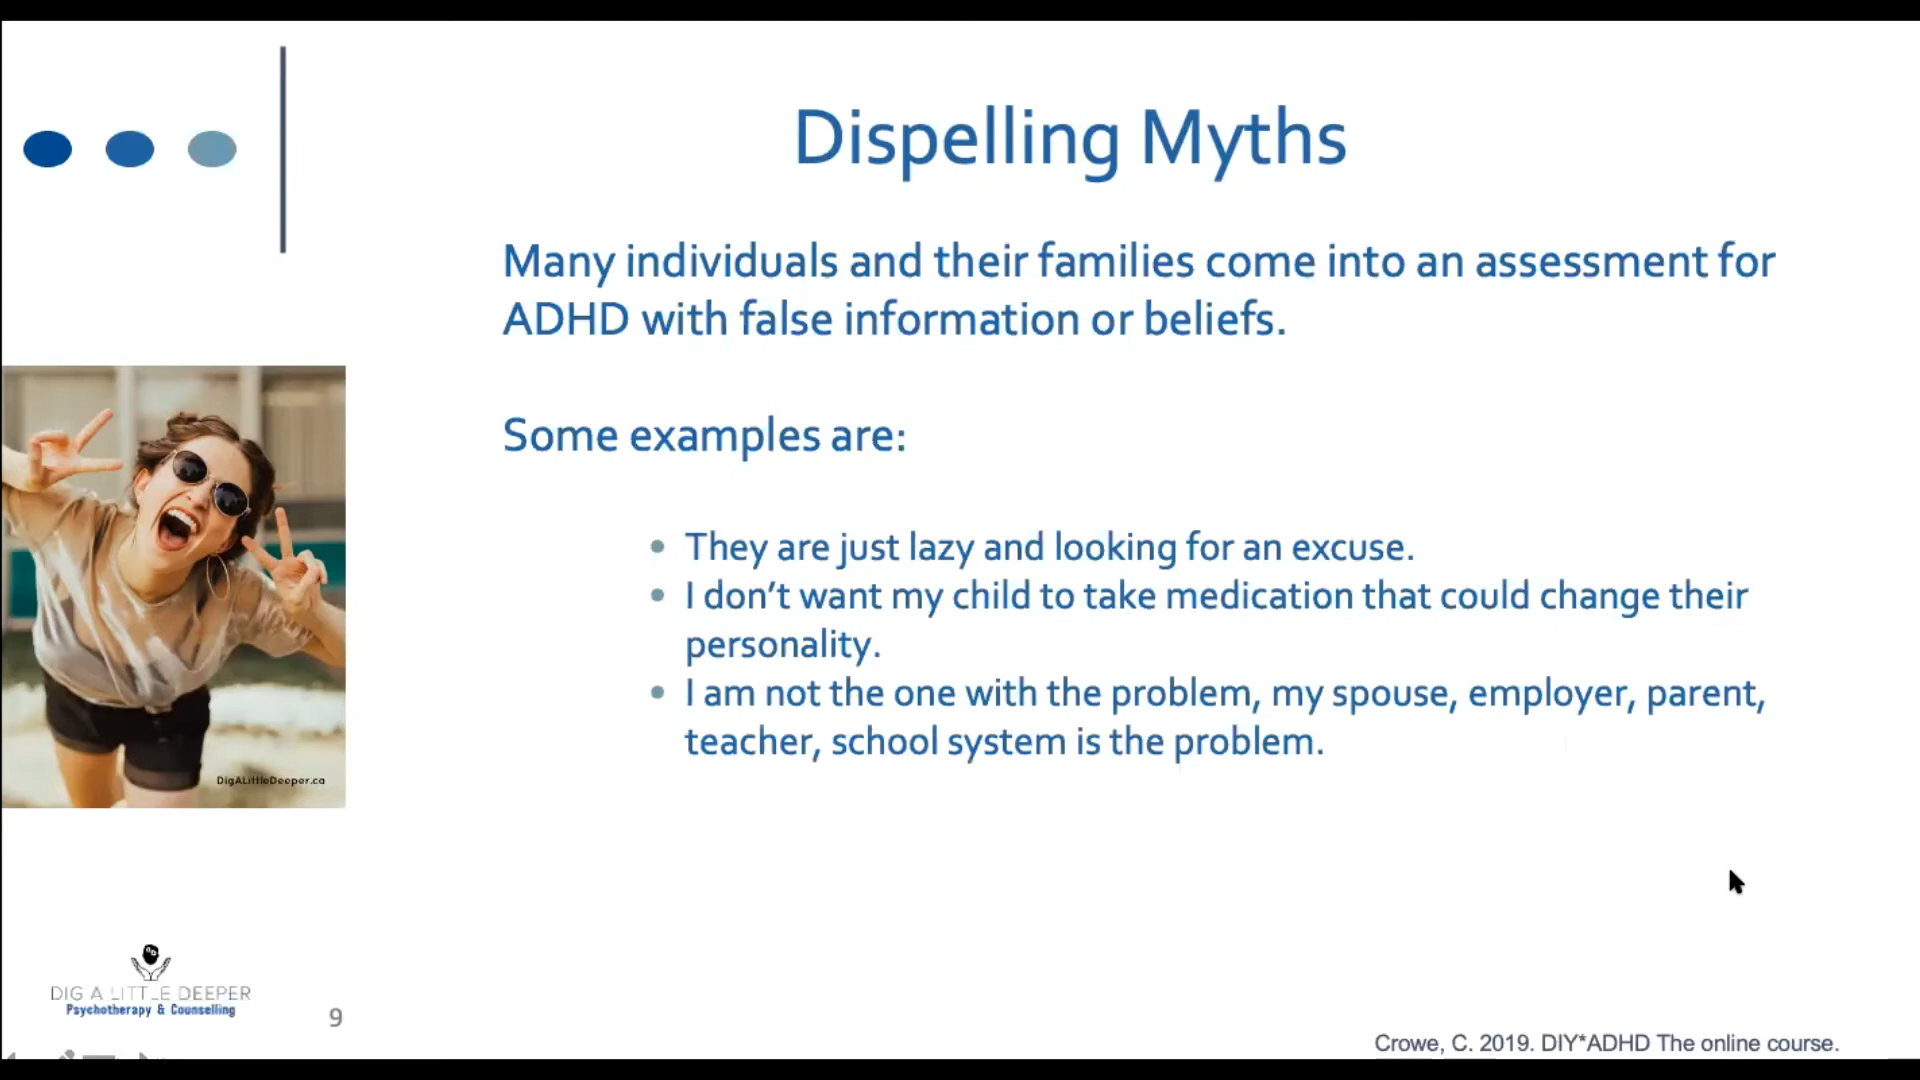 Dispelling Myths
Many individuals and their families come into an assessment for
ADHD with false information or beliefs.
Some examples are:
• They are just lazy and looking for an excuse.
• I don’t want my child to take medication that could change their
personality.
• I am not the one with the problem, my spouse, employer, parent,
teacher, school system is the problem.
DigALittleDeeper.ca
DIG A LITTLE DEEPER
Psychotherapy & Counselling
9
Crowe, C. 2019. DIY*ADHD The online course.